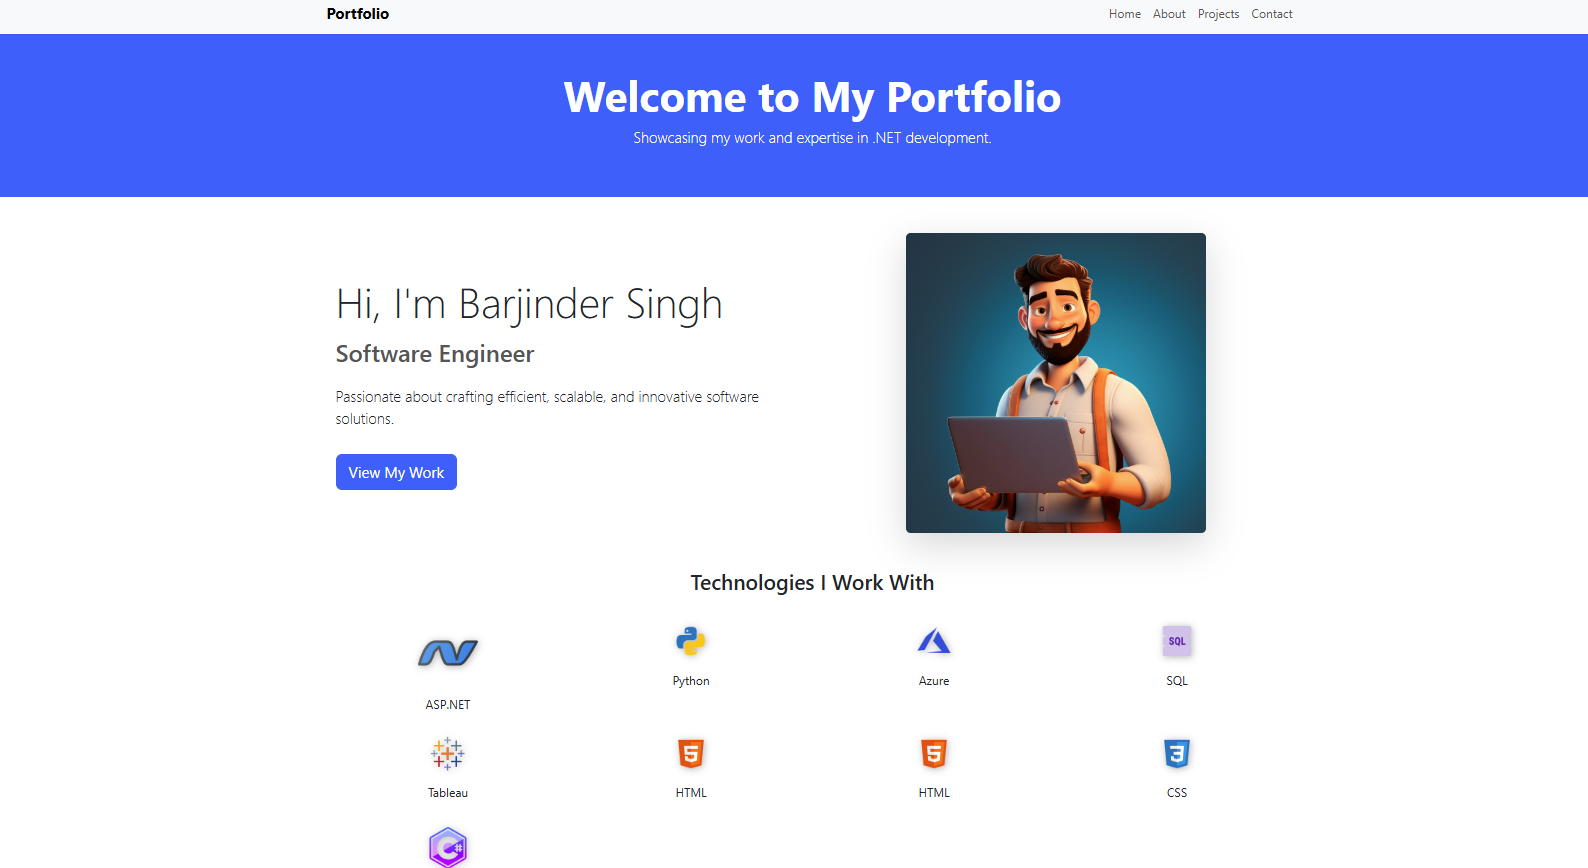 Portfolio
Home About Projects Contact
Welcome to My Portfolio
Showcasing my work and expertise in .NET development.
Hi, I'm Barjinder Singh
Software Engineer
Passionate about crafting efficient, scalable, and innovative software
solutions.
View My Work
Technologies I Work With
SQL
ASP.NET
Python
Azure
SQL
5
5
3
Tableau
HTML
HTML
CSS
C#